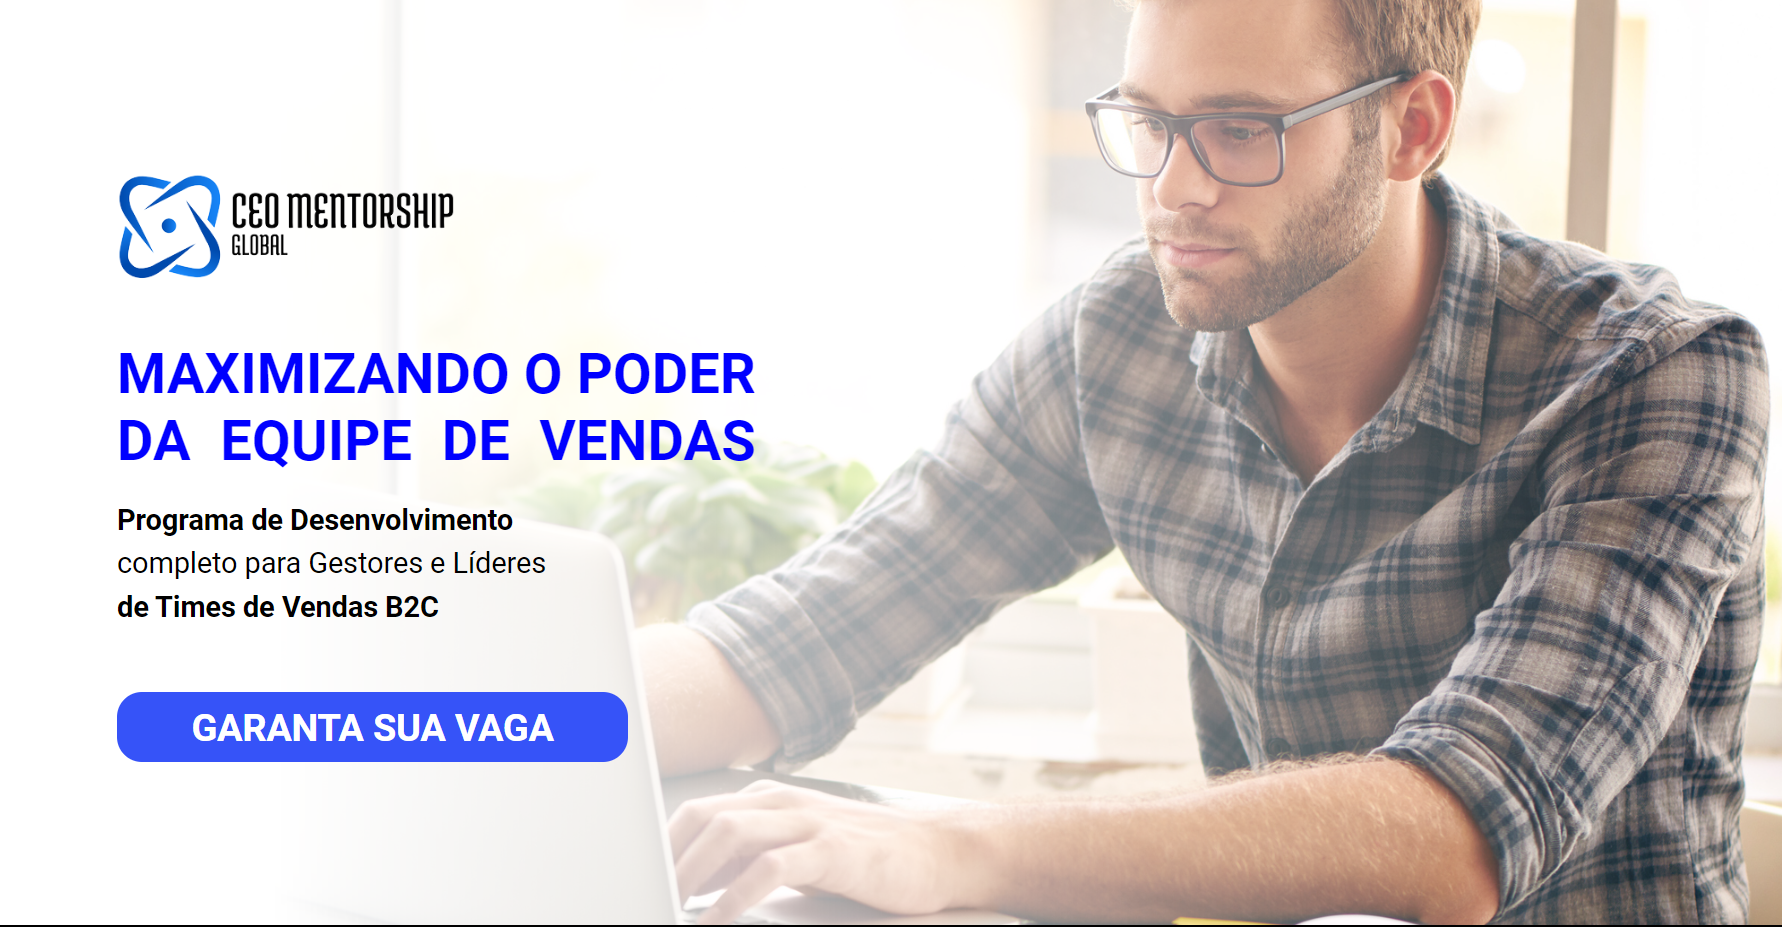 CEO MENTORSHIP
GLOBAL
MAXIMIZANDO O PODER
DA EQUIPE DE VENDAS
Programa de Desenvolvimento
completo para Gestores e Líderes
de Times de Vendas B2C
GARANTA SUA VAGA